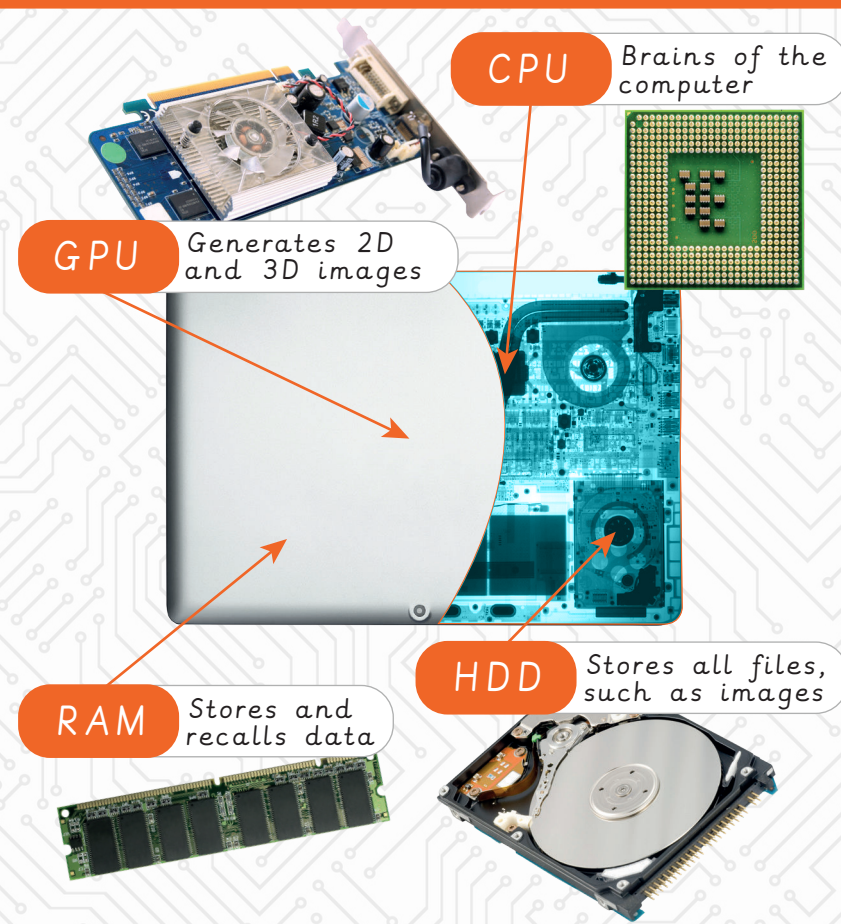 CPU
Brains of the
computer
GPU
Generates 2D
and 3D images
HDD
Stores all files,
such as images
RAM
Stores and
recalls data